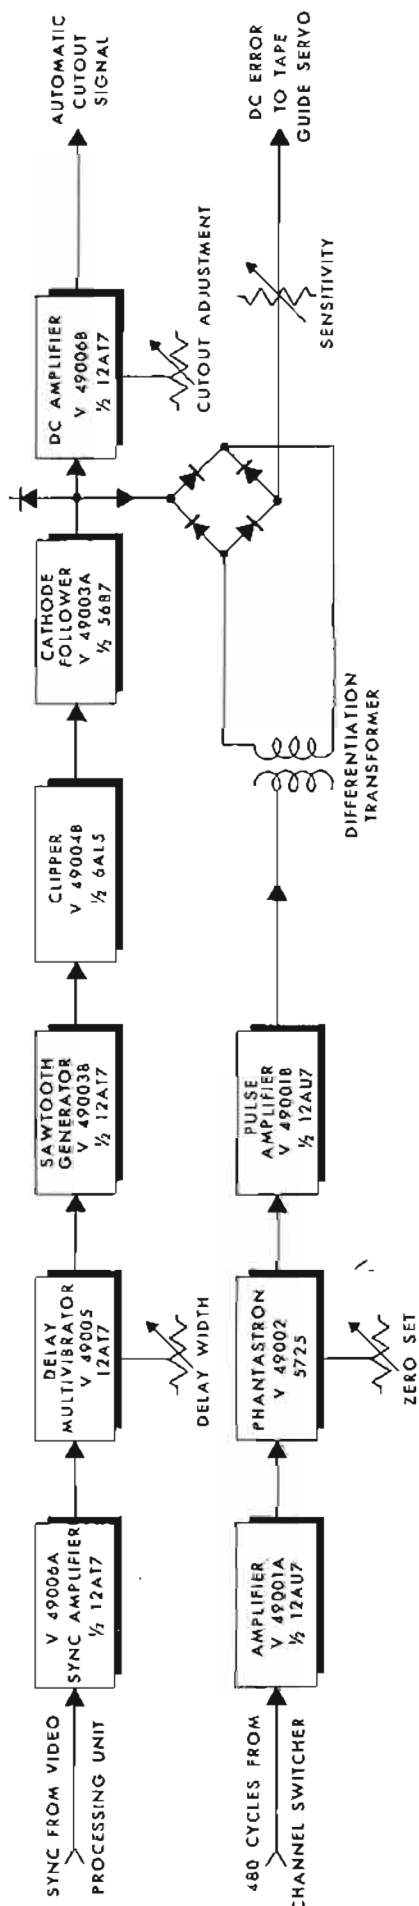 SYNC FROM VIDEO
PROCESSING UNIT
V 49006A
SYNC AMPLIFIER
½ 12AT7
DELAY
MULTIVIBRATOR
V 49005
12AT7
DELAY WIDTH
SAWTOOTH
GENERATOR
V 49003B
½ 12AT7
CLIPPER
V 49004B
½ 6AL5
CATHODE
FOLLOWER
V 49003A
½ 5687
DC AMPLIFIER
V 49006B
½ 12AT7
CUTOUT ADJUSTMENT
AUTOMATIC
CUTOUT
SIGNAL
480 CYCLES FROM
CHANNEL SWITCHER
AMPLIFIER
V 49001A
½ 12AU7
PHANTASTRON
V 49002
5725
ZERO SET
PULSE
AMPLIFIER
V 49001B
½ 12AU7
DIFFERENTIATION
TRANSFORMER
SENSITIVITY
DC ERROR
TO TAPE
GUIDE SERVO